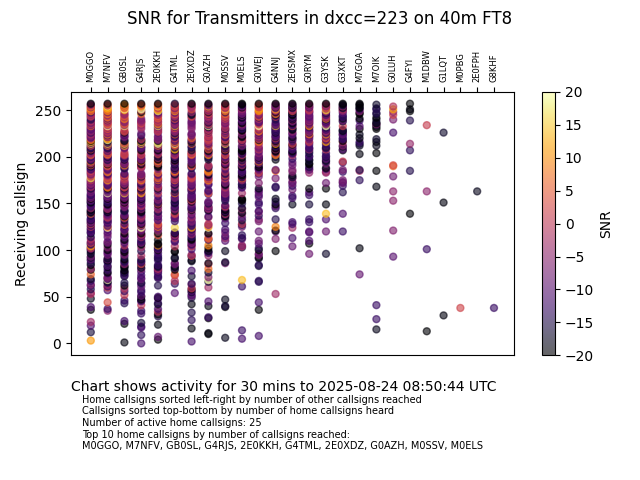 SNR for Transmitters in dxcc=223 on 40m FT8
M0GGO M7NFV GB0SL G4RJS 2E0KKH G4TML 2E0XDZ G0AZH M0SSV M0ELS G0WEJ G4NNJ 2E0SMX G0RYM G3YSK G3XKT M7GOA M7OIK G0LUH G4FYI M1DBW G1LQT M0PBG 2E0FPH G8KHF
250
200
150
100
50
0
Receiving callsign
20
15
10
5
0
−5
−10
−15
−20
SNR
Chart shows activity for 30 mins to 2025-08-24 08:50:44 UTC
Home callsigns sorted left-right by number of other callsigns reached
Callsigns sorted top-bottom by number of home callsigns heard
Number of active home callsigns: 25
Top 10 home callsigns by number of callsigns reached:
M0GGO, M7NFV, GB0SL, G4RJS, 2E0KKH, G4TML, 2E0XDZ, G0AZH, M0SSV, M0ELS